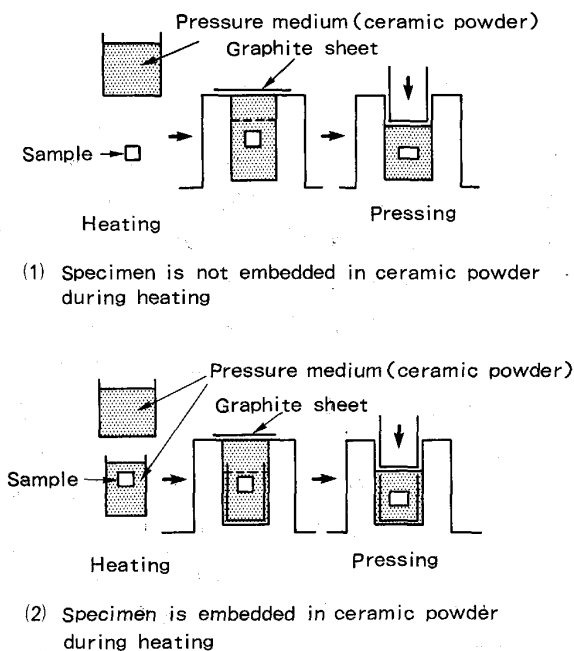 Pressure medium (ceramic powder)
Graphite sheet
Sample
Heating
Pressing
(1) Specimen is not embedded in ceramic powder
during heating
Pressure medium (ceramic powder)
Graphite sheet
Sample
Heating
Pressing
(2) Specimen is embedded in ceramic powder
during heating